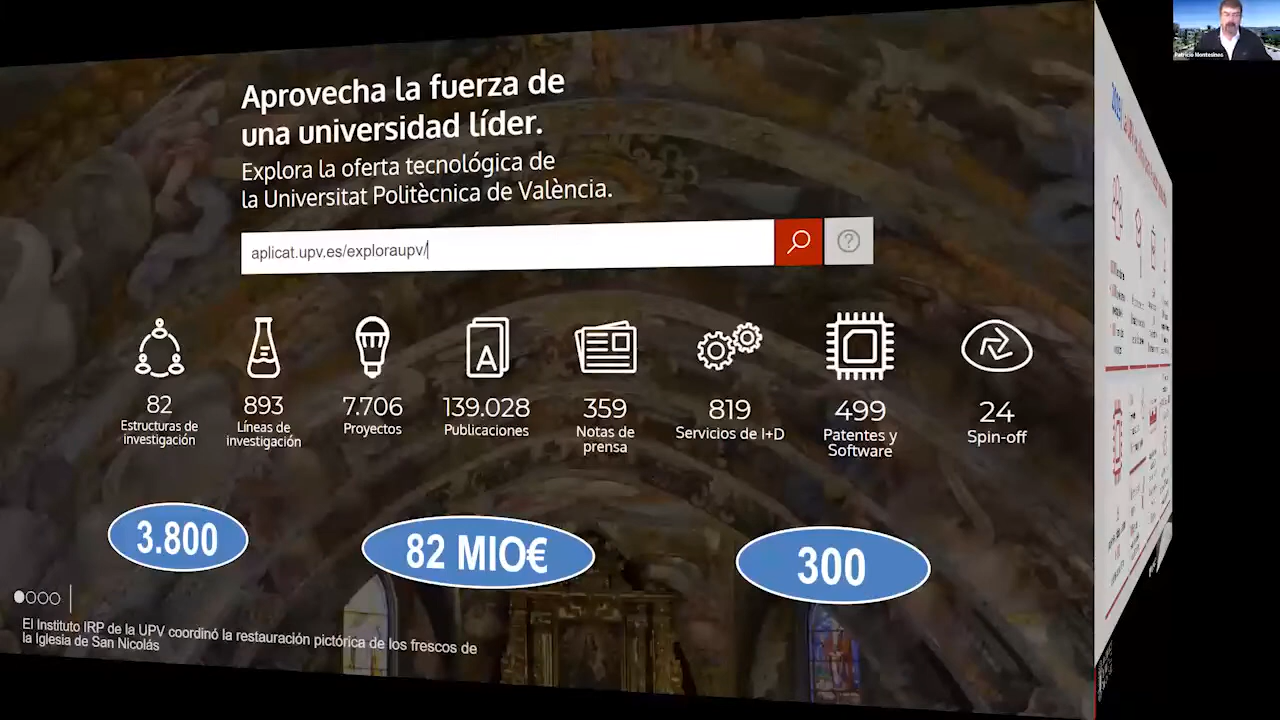 Patricio Montesinos
Aprovecha la fuerza de
una universidad líder.
Explora la oferta tecnológica de
la Universitat Politècnica de València.
aplicat.upv.es/exploraupv/
82
Estructuras de
investigación
893
Líneas de
investigación
7.706
Proyectos
139.028
Publicaciones
359
Notas de
prensa
819
Servicios de I+D
499
Patentes y
Software
24
Spin-off
3.800
82 MIO€
300
El Instituto IRP de la UPV coordinó la restauración pictórica de los frescos de
la Iglesia de San Nicolás